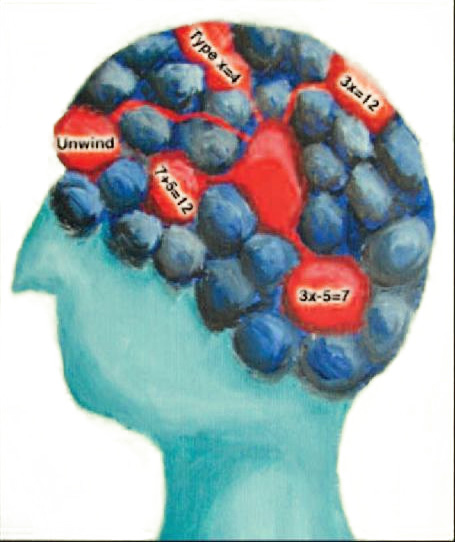 Type x=4
3x=12
Unwind
7+5=12
3x-5=7